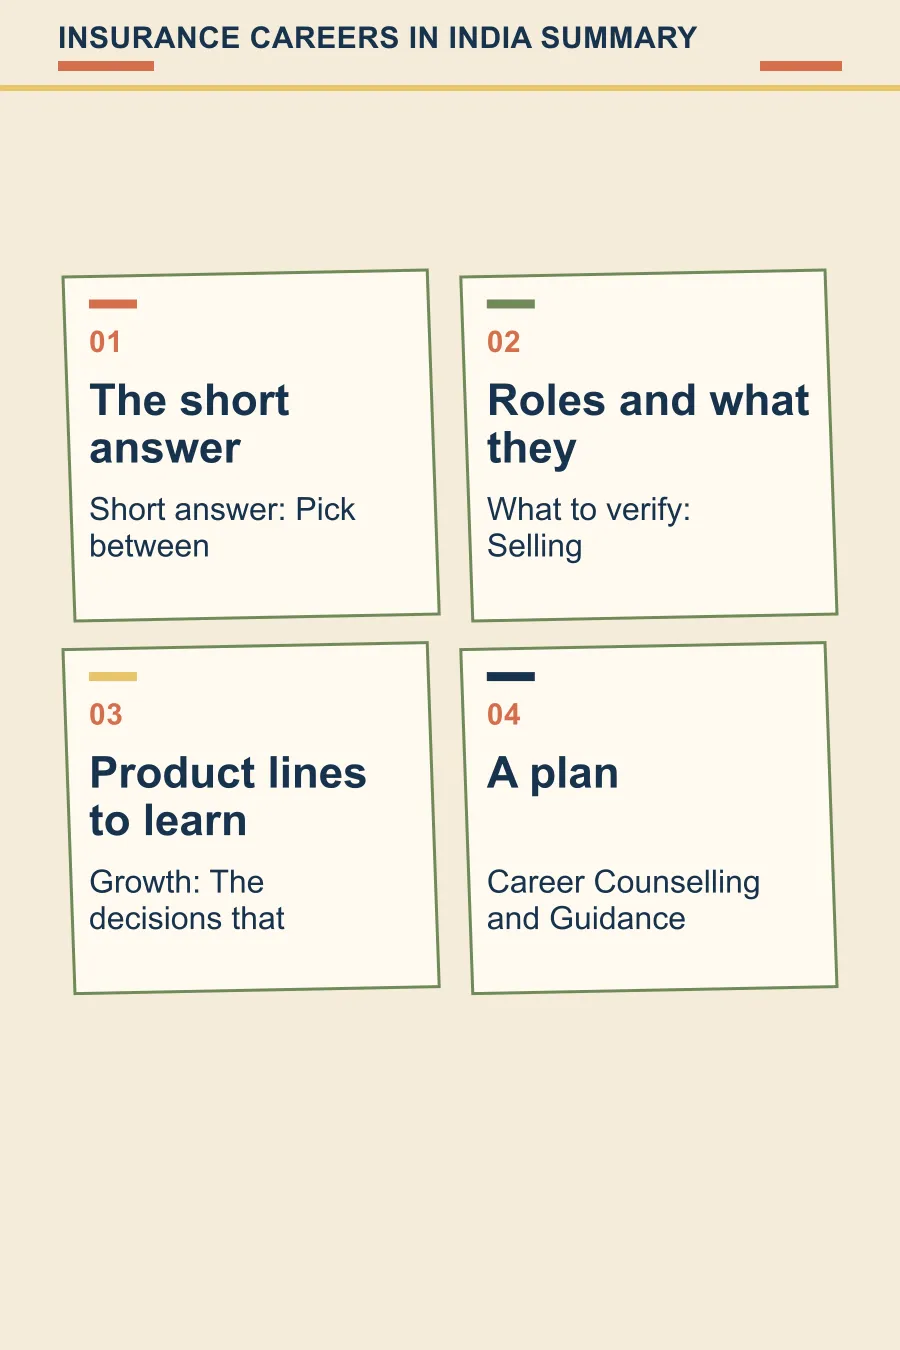 INSURANCE CAREERS IN INDIA SUMMARY
01
The short
answer
Short answer: Pick
between
02
Roles and what
they
What to verify:
Selling
03
Product lines
to learn
Growth: The
decisions that
04
A plan
Career Counselling
and Guidance